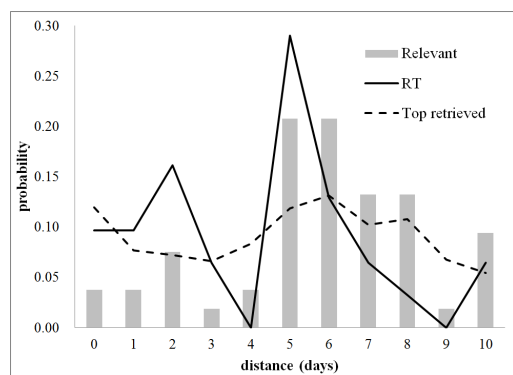 0.30
0.25
0.20
0.15
0.10
0.05
0.00
probability
Relevant
RT
Top retrieved
0 1 2 3 4 5 6 7 8 9 10
distance (days)